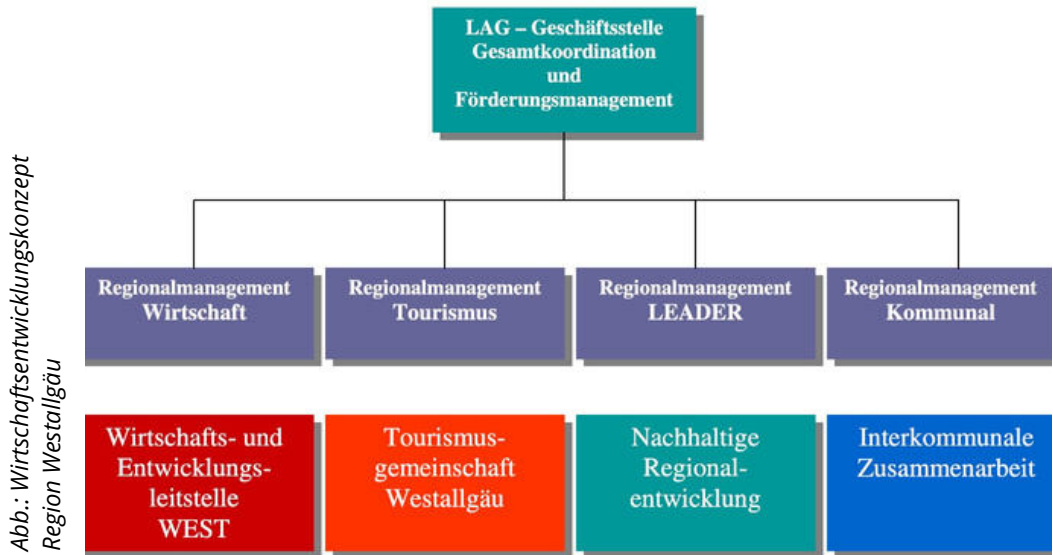 LAG – Geschäftsstelle
Gesamtkoordination
und
Förderungsmanagement
Regionalmanagement
Wirtschaft
Regionalmanagement
Tourismus
Regionalmanagement
LEADER
Regionalmanagement
Kommunal
Wirtschafts- und
Entwicklungs-
leitstelle
WEST
Tourismus-
gemeinschaft
Westallgäu
Nachhaltige
Regional-
entwicklung
Interkommunale
Zusammenarbeit
Abb.: Wirtschaftsentwicklungskonzept
Region Westallgäu